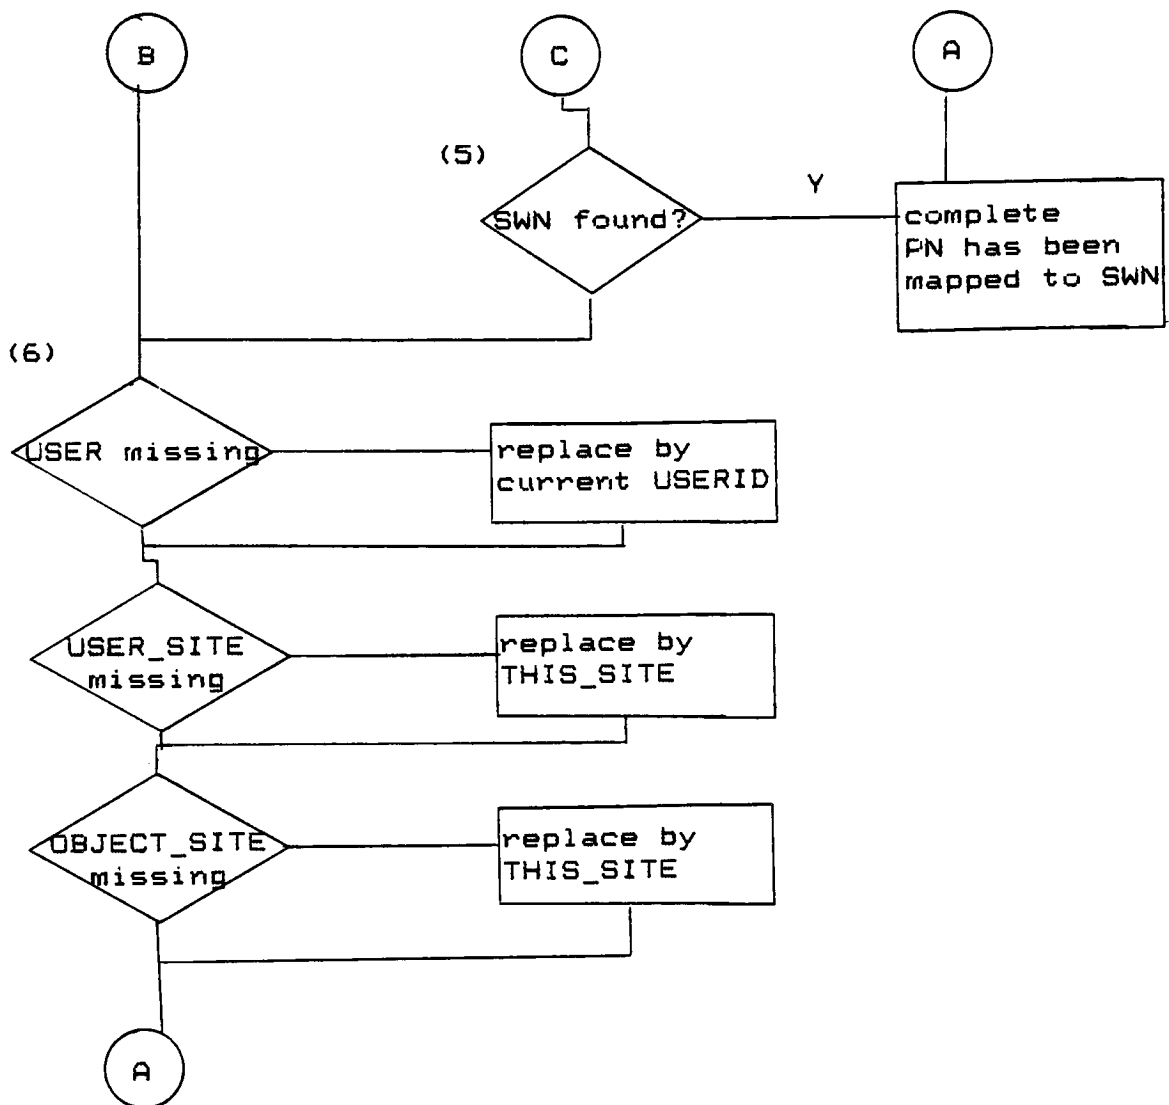 B
C
A
(5)
Y
SWN found?
complete
PN has been
mapped to SWN
(6)
USER missing
replace by
current USERID
USER_SITE
missing
replace by
THIS_SITE
OBJECT_SITE
missing
replace by
THIS_SITE
A